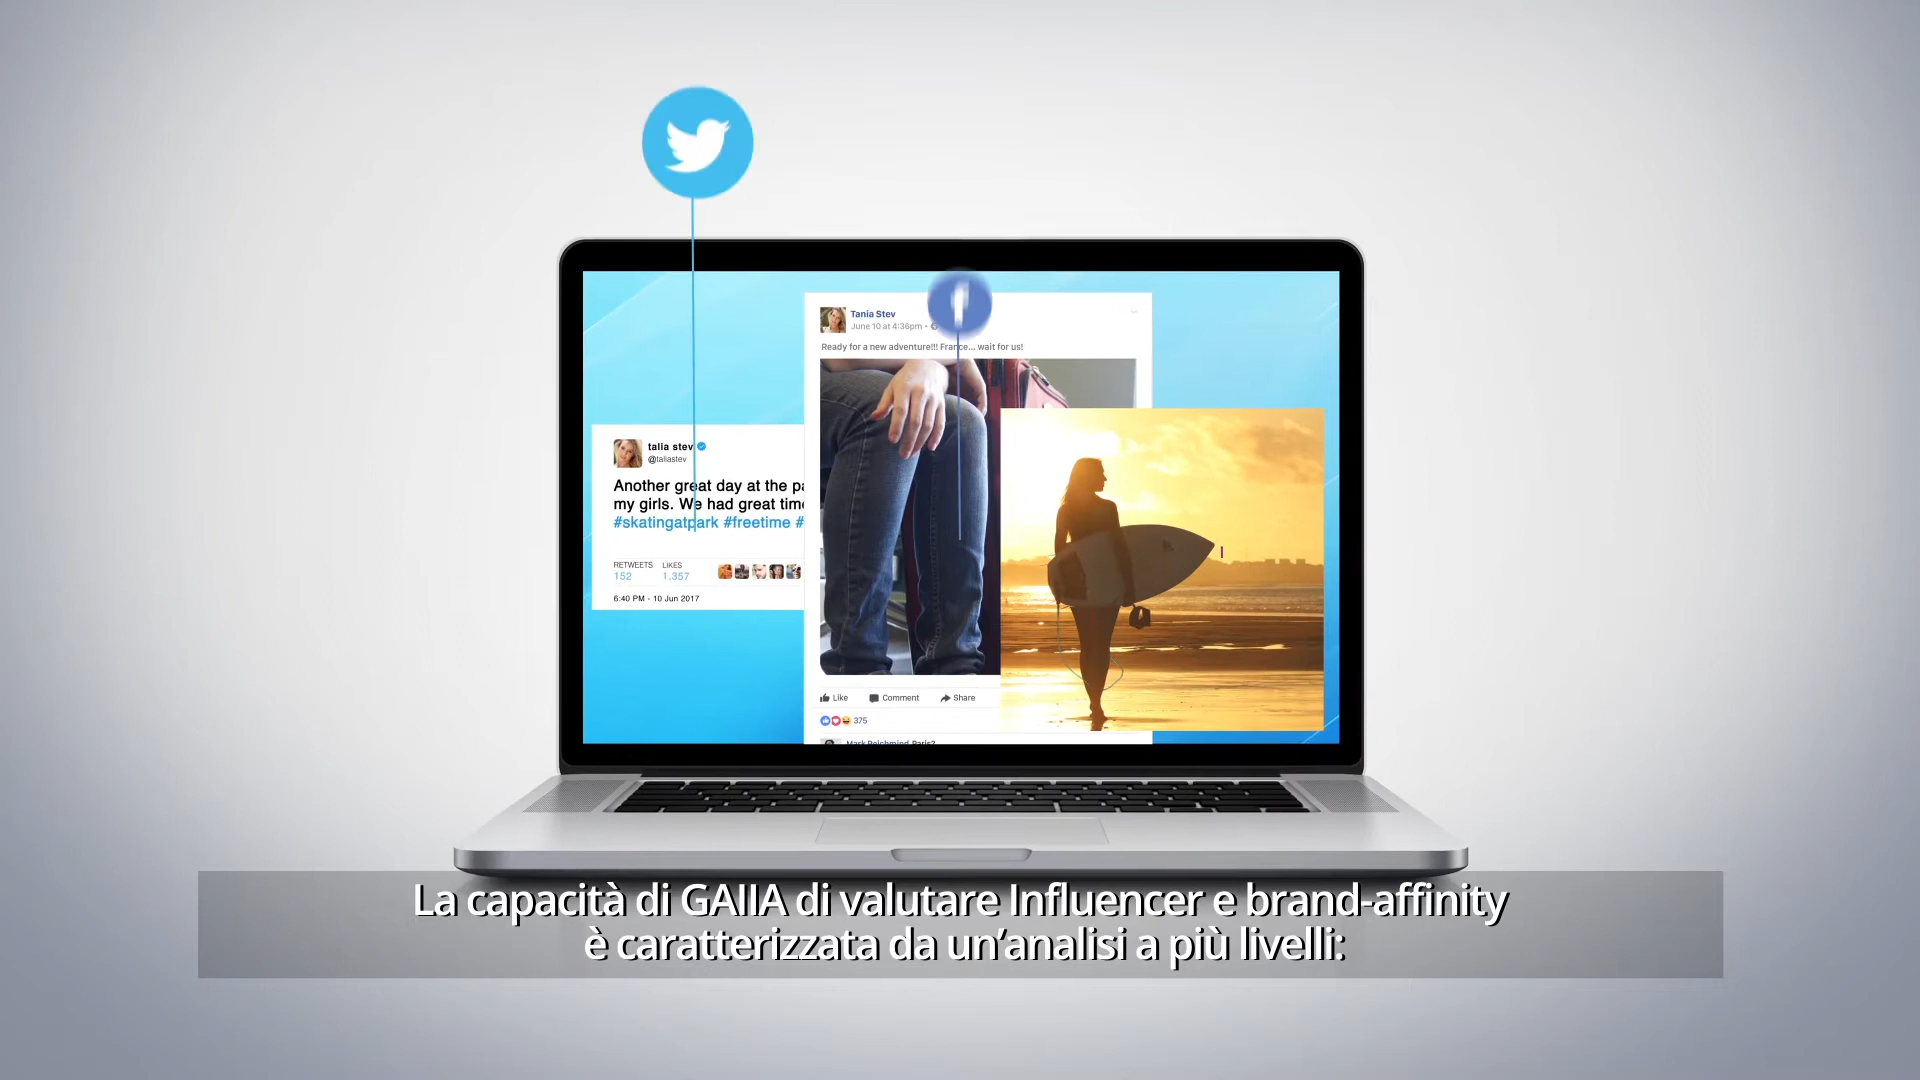 talia stev
@taliastev
Another great day at the pa
my girls. We had great time
#skatingatpark #freetime #
RETWEETS LIKES
152 1,357
6:40 PM - 10 Jun 2017
Tania Stev
June 10 at 4:36pm
Ready for a new adventure!!! France... wait for us!
Like Comment Share
375
La capacità di GAIIA di valutare Influencer e brand-affinity
è caratterizzata da un'analisi a più livelli: